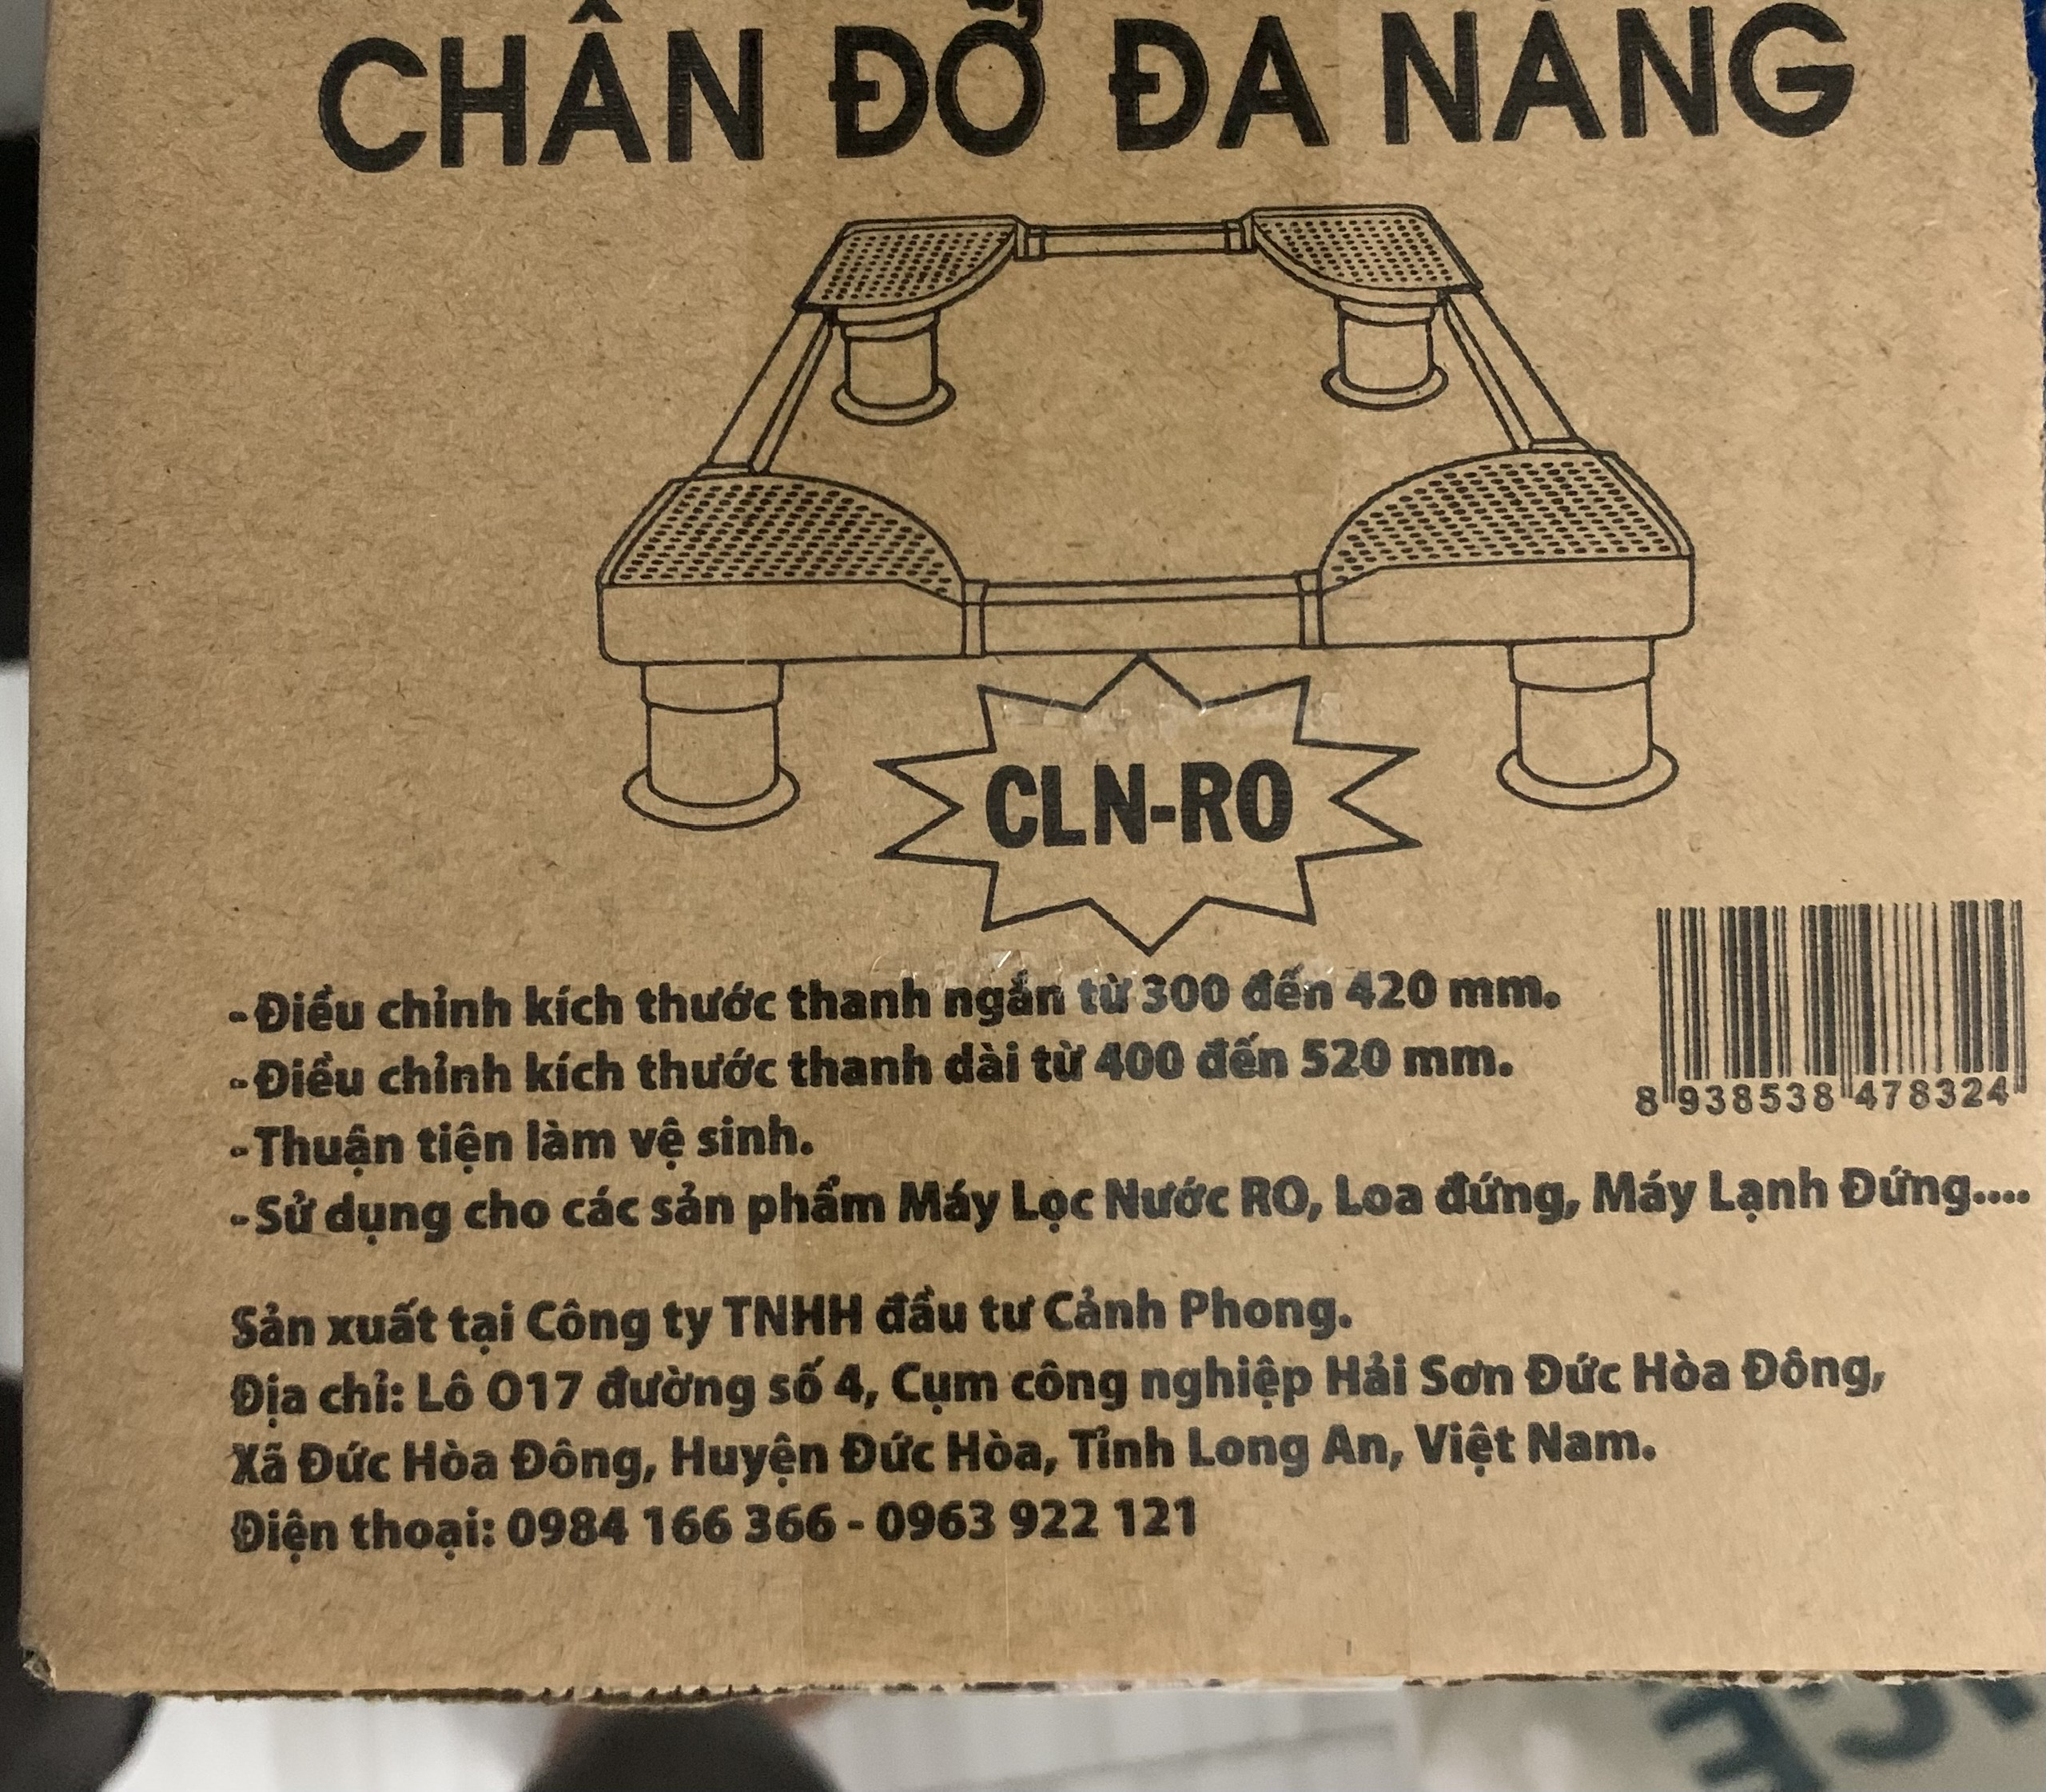 CHÂN ĐỠ ĐA NĂNG
CLN-RO
-Điều chỉnh kích thước thanh ngắn từ 300 đến 420 mm.
-Điều chỉnh kích thước thanh dài từ 400 đến 520 mm.
-Thuận tiện làm vệ sinh.
-Sử dụng cho các sản phẩm Máy Lọc Nước RO, Loa đứng, Máy Lạnh Đứng....
8 938538 478324
Sản xuất tại Công ty TNHH đầu tư Cảnh Phong.
Địa chỉ: Lô O17 đường số 4, Cụm công nghiệp Hải Sơn Đức Hòa Đông,
Xã Đức Hòa Đông, Huyện Đức Hòa, Tỉnh Long An, Việt Nam.
Điện thoại: 0984 166 366 - 0963 922 121